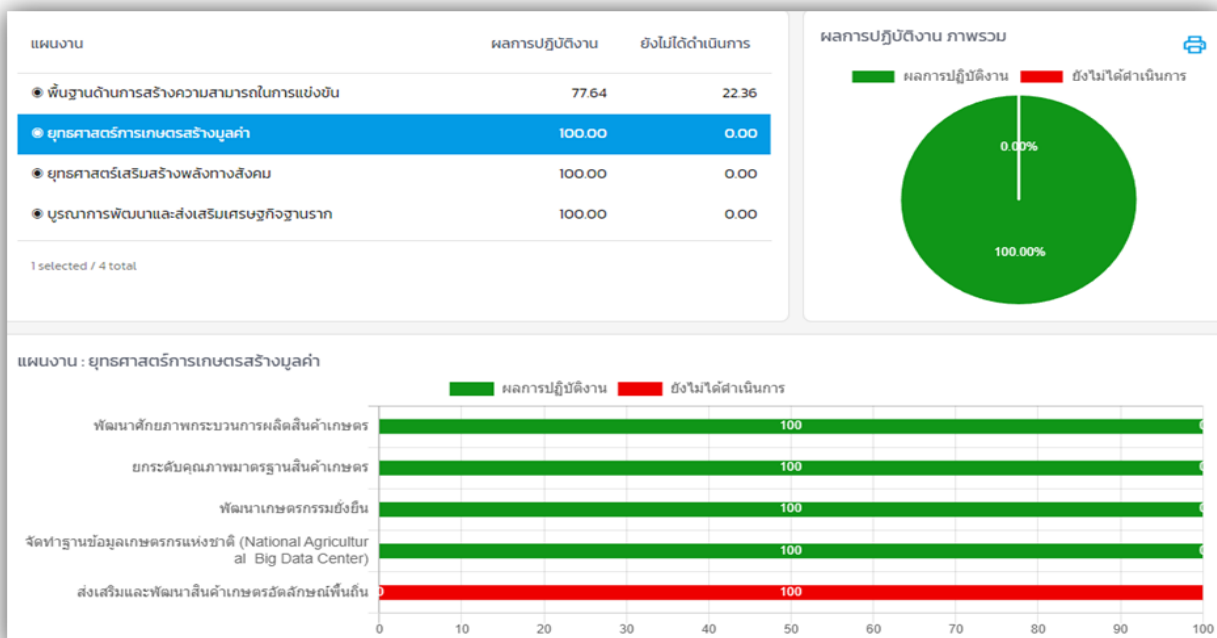 แผนงาน ผลการปฏิบัติงาน ยังไม่ได้ดำเนินการ
พื้นฐานด้านการสร้างความสามารถในการแข่งขัน 77.64 22.36
ยุทธศาสตร์การเกษตรสร้างมูลค่า 100.00 0.00
ยุทธศาสตร์เสริมสร้างพลังทางสังคม 100.00 0.00
บูรณาการพัฒนาและส่งเสริมเศรษฐกิจฐานราก 100.00 0.00
1 selected / 4 total
ผลการปฏิบัติงาน ภาพรวม
ผลการปฏิบัติงาน ยังไม่ได้ดำเนินการ
0.00%
100.00%
แผนงาน : ยุทธศาสตร์การเกษตรสร้างมูลค่า
ผลการปฏิบัติงาน ยังไม่ได้ดำเนินการ
พัฒนาศักยภาพกระบวนการผลิตสินค้าเกษตร 100 0
ยกระดับคุณภาพมาตรฐานสินค้าเกษตร 100 0
พัฒนาเกษตรกรรมยั่งยืน 100 0
จัดทำฐานข้อมูลเกษตรกรแห่งชาติ (National Agricultur
al Big Data Center) 100 0
ส่งเสริมและพัฒนาสินค้าเกษตรอัตลักษณ์พื้นถิ่น 0 100
0 10 20 30 40 50 60 70 80 90 100